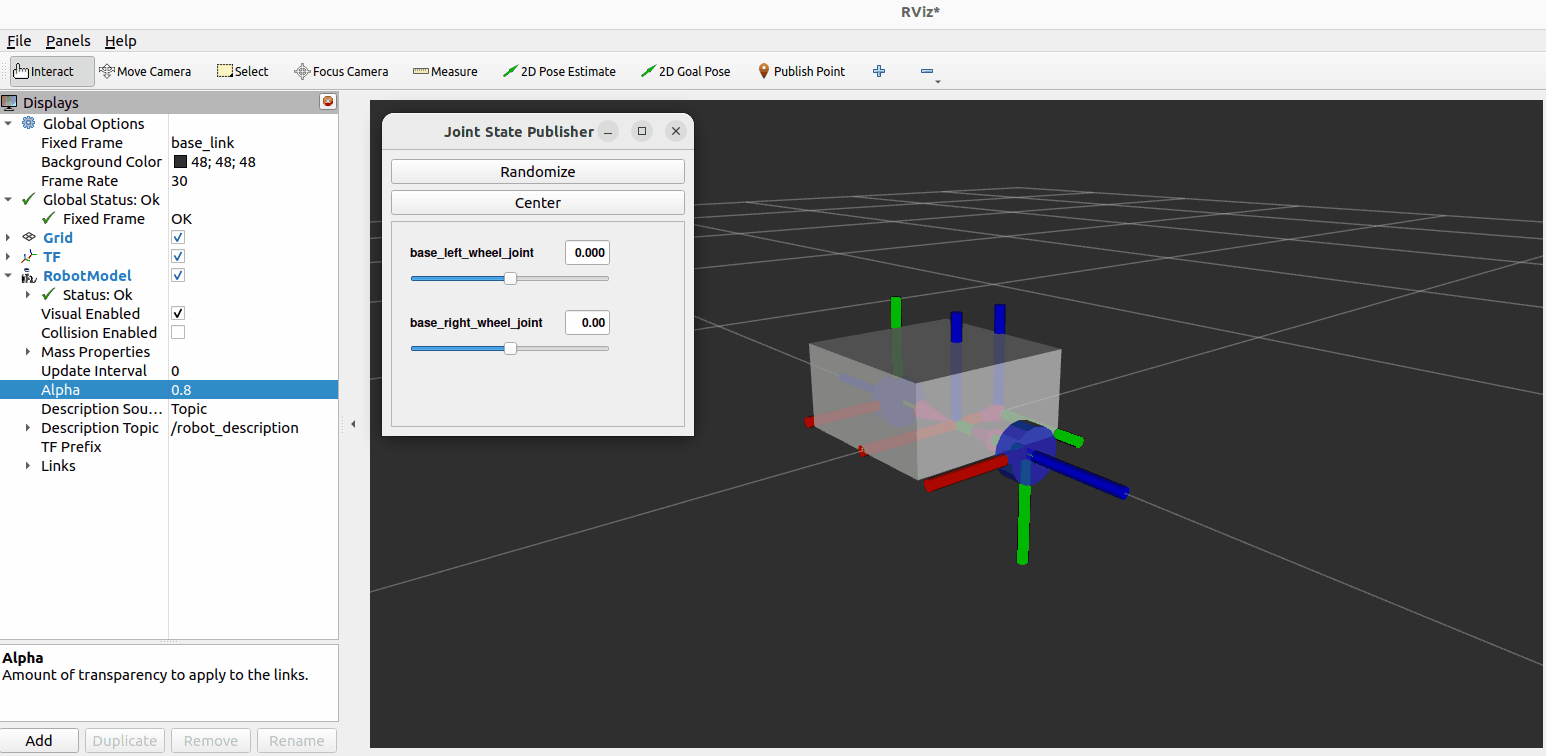 RViz*
File Panels Help
Interact Move Camera Select Focus Camera Measure 2D Pose Estimate 2D Goal Pose Publish Point
Displays
Global Options
Fixed Frame base_link
Background Color 48; 48; 48
Frame Rate 30
Global Status: Ok
Fixed Frame OK
Grid
TF
RobotModel
Status: Ok
Visual Enabled
Collision Enabled
Mass Properties
Update Interval 0
Alpha 0.8
Description Sou... Topic
Description Topic /robot_description
TF Prefix
Links
Alpha
Amount of transparency to apply to the links.
Add Duplicate Remove Rename
Joint State Publisher
Randomize
Center
base_left_wheel_joint 0.000
base_right_wheel_joint 0.00